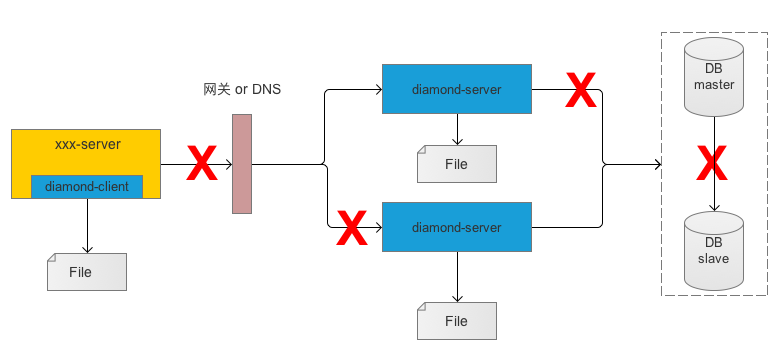 网关 or DNS
xxx-server
diamond-client
File
diamond-server
File
diamond-server
File
DB
master
DB
slave